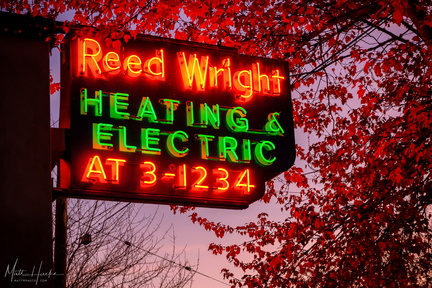 Reed Wright
HEATING &
ELECTRIC
AT 3-1234